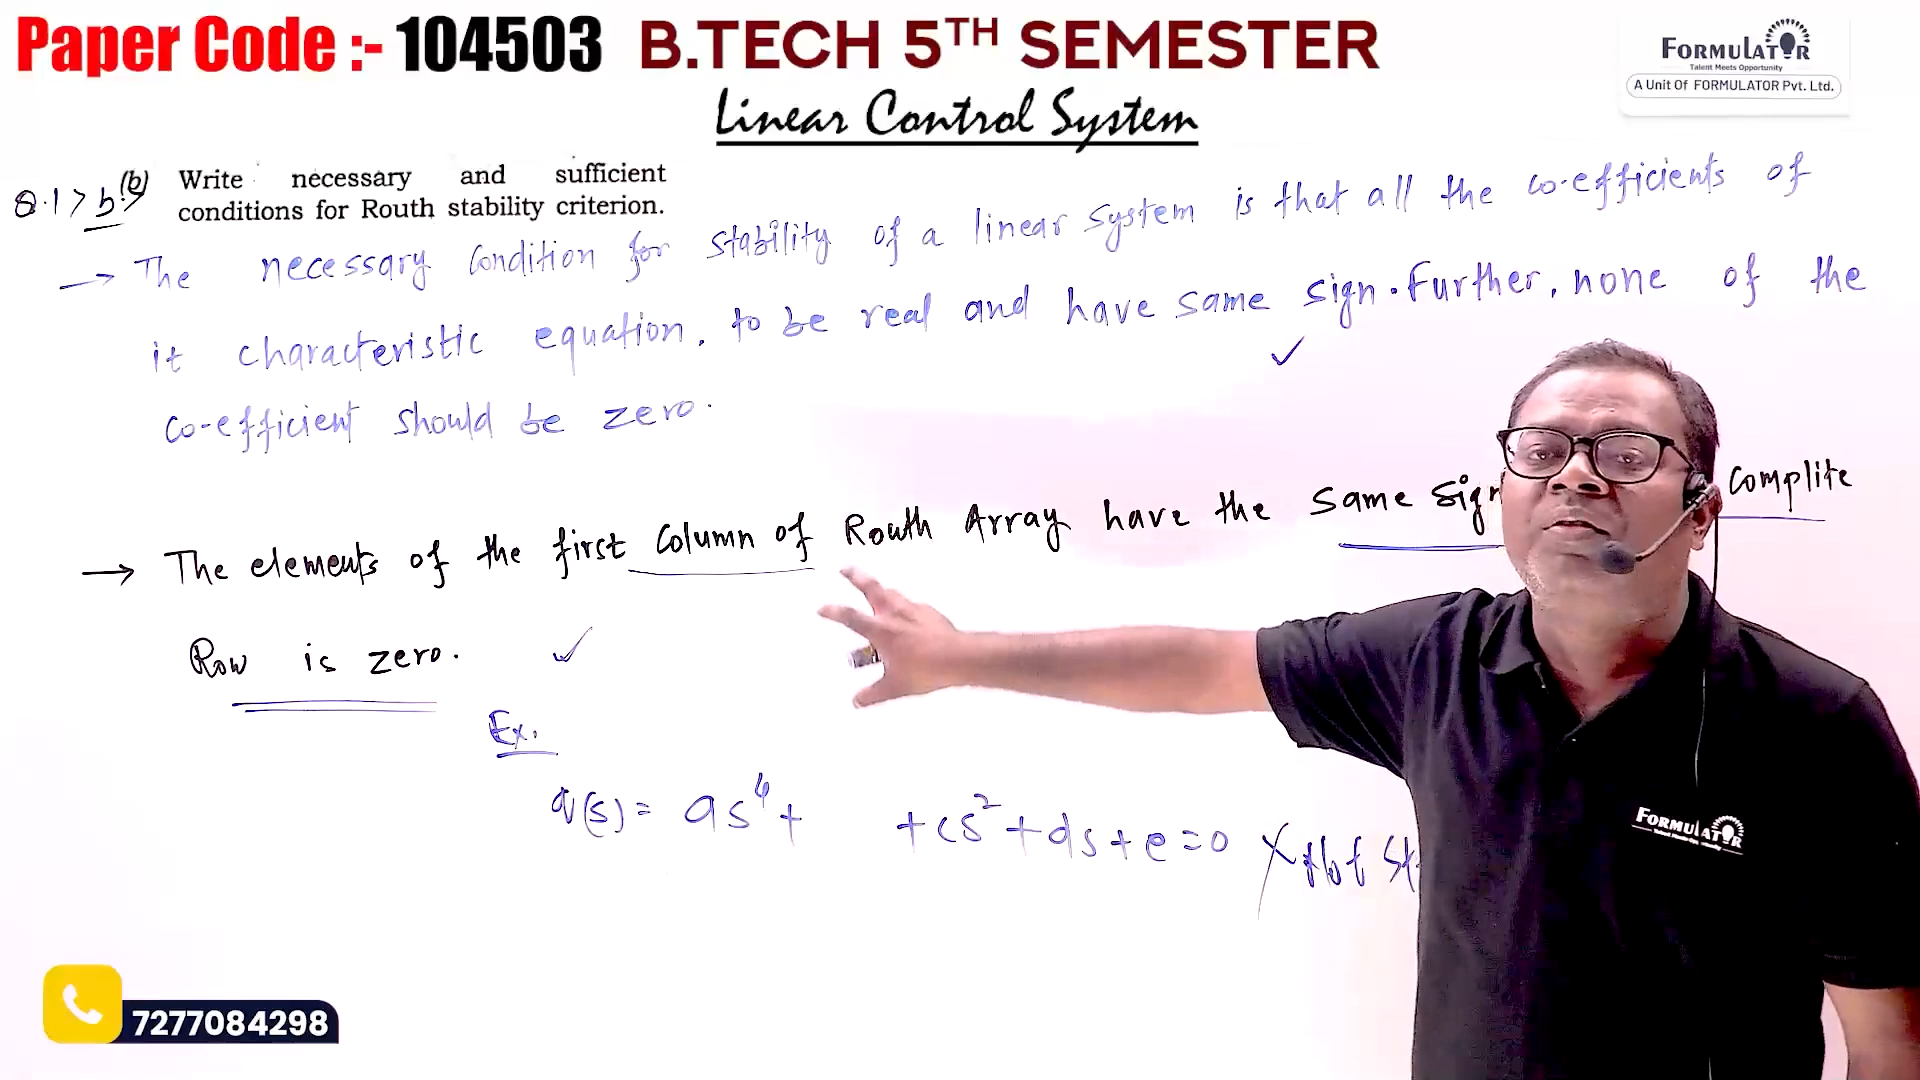 Paper Code :- 104503 B.TECH 5TH SEMESTER
FORMULATOR
Talent Meets Opportunity
A Unit Of FORMULATOR Pvt. Ltd.
Linear Control System
Q.1> b) (b) Write necessary and sufficient
conditions for Routh stability criterion.
→ The necessary condition for stability of a linear system is that all the co-efficients of
it characteristic equation, to be real and have same sign. Further, none of the
co-efficient should be zero.
→ The elements of the first column of Routh Array have the same sign complite
Row is zero.
Ex.
q(s) = as⁴ + + cs² + ds + e = 0 X Not
FORMULATOR
7277084298